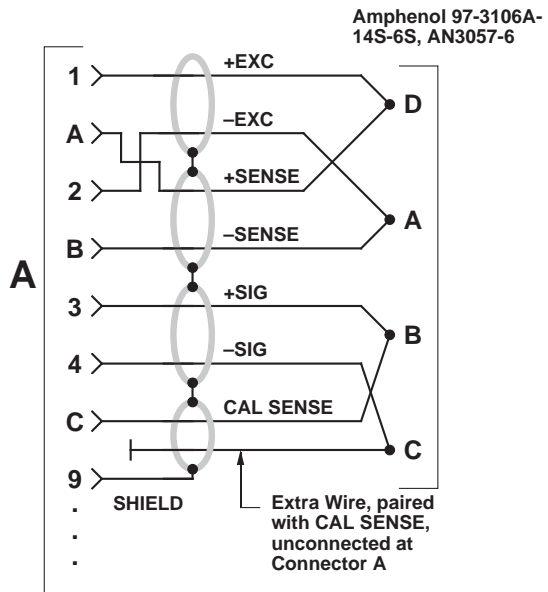 Amphenol 97-3106A-
14S-6S, AN3057-6
A
1
A
2
B
3
4
C
9
.
.
.
+EXC
–EXC
+SENSE
–SENSE
+SIG
–SIG
CAL SENSE
SHIELD
D
A
B
C
Extra Wire, paired
with CAL SENSE,
unconnected at
Connector A